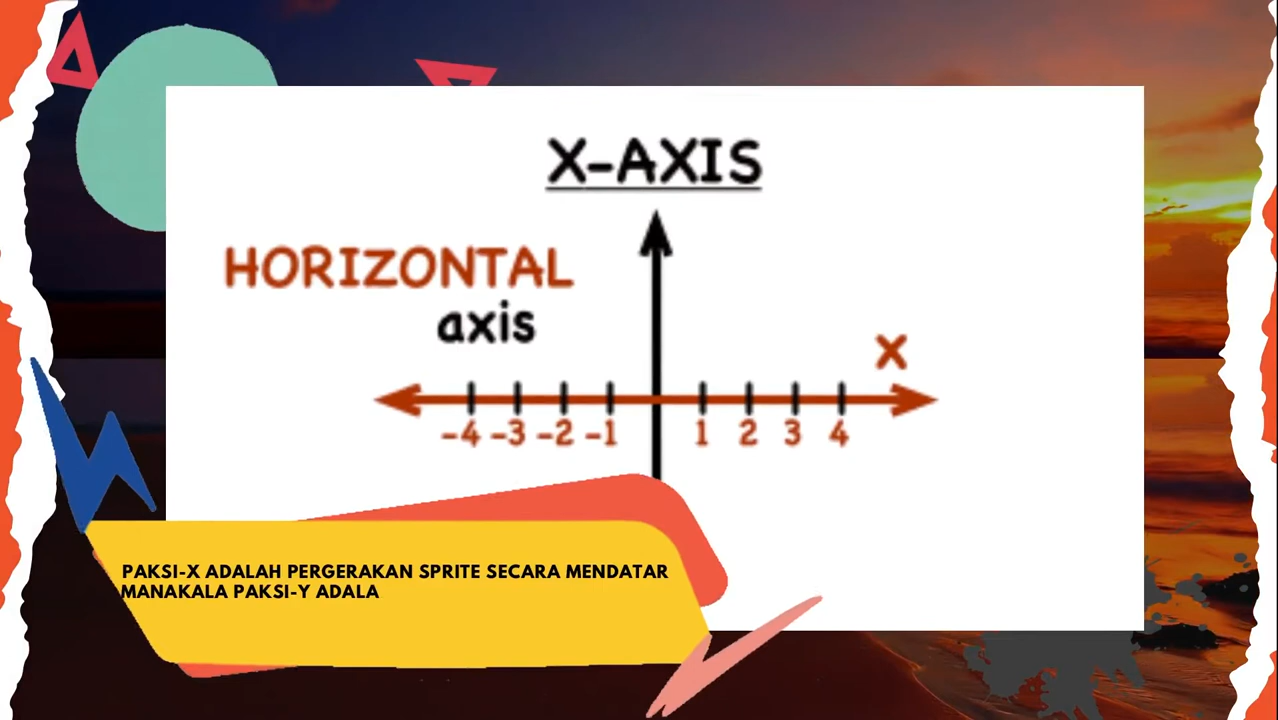 X-AXIS
HORIZONTAL
axis
X
-4 -3 -2 -1 1 2 3 4
PAKSI-X ADALAH PERGERAKAN SPRITE SECARA MENDATAR
MANAKALA PAKSI-Y ADALA